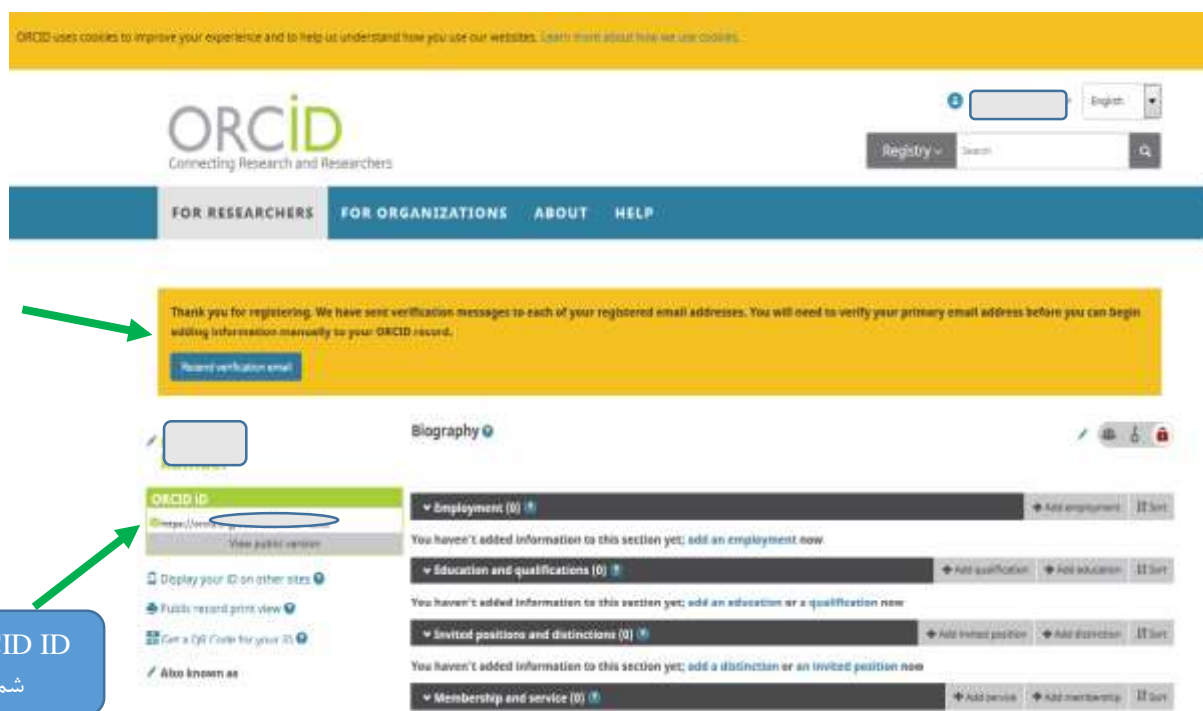 ORCID uses cookies to improve your experience and to help us understand how you use our websites. Learn more about how we use cookies.
English
ORCID
Connecting Research and Researchers
Registry
Search
FOR RESEARCHERS FOR ORGANIZATIONS ABOUT HELP
Thank you for registering. We have sent verification messages to each of your registered email addresses. You will need to verify your primary email address before you can begin
adding information manually to your ORCID record.
Resend verification email
Biography
ORCID iD
View public version
Employment (0) Add employment Sort
You haven't added information to this section yet; add an employment now
Display your iD on other sites
Education and qualifications (0) Add qualification Add education Sort
Public record print view
You haven't added information to this section yet; add an education or a qualification now
Get a QR Code for your iD
Invited positions and distinctions (0) Add invited position Add distinction Sort
Also known as
You haven't added information to this section yet; add a distinction or an invited position now
Membership and service (0) Add service Add membership Sort
ID ID